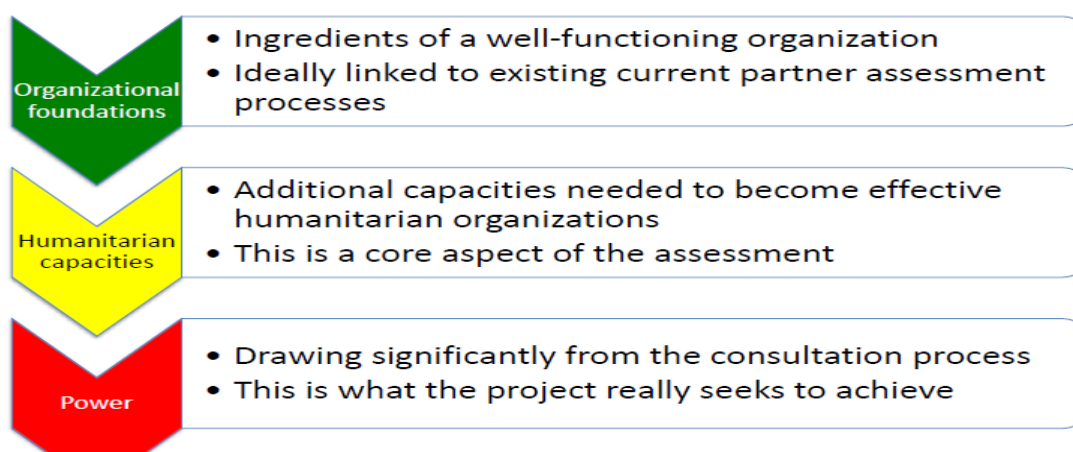 Organizational
foundations
• Ingredients of a well-functioning organization
• Ideally linked to existing current partner assessment
processes
Humanitarian
capacities
• Additional capacities needed to become effective
humanitarian organizations
• This is a core aspect of the assessment
Power
• Drawing significantly from the consultation process
• This is what the project really seeks to achieve